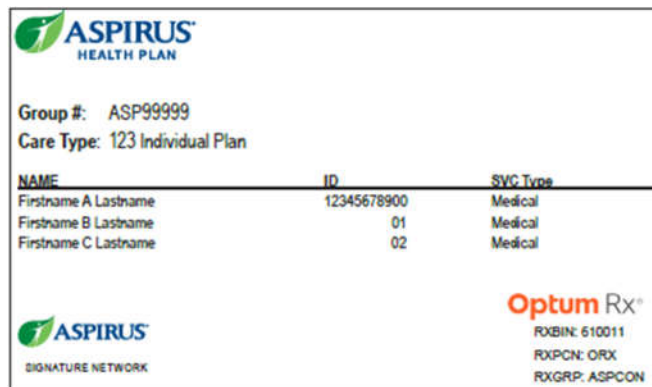 ASPIRUS®
HEALTH PLAN
Group #: ASP99999
Care Type: 123 Individual Plan
NAME ID SVC Type
Firstname A Lastname 12345678900 Medical
Firstname B Lastname 01 Medical
Firstname C Lastname 02 Medical
Optum Rx®
ASPIRUS®
RXBIN: 610011
SIGNATURE NETWORK
RXPCN: ORX
RXGRP: ASPCON